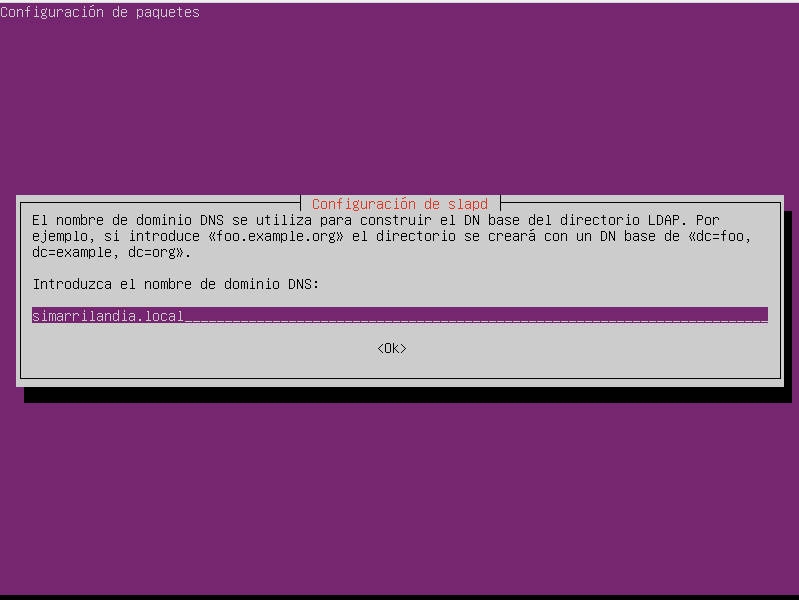 Configuración de paquetes
Configuración de slapd
El nombre de dominio DNS se utiliza para construir el DN base del directorio LDAP. Por
ejemplo, si introduce «foo.example.org» el directorio se creará con un DN base de «dc=foo,
dc=example, dc=org».
Introduzca el nombre de dominio DNS:
simarrilandia.local
<Ok>